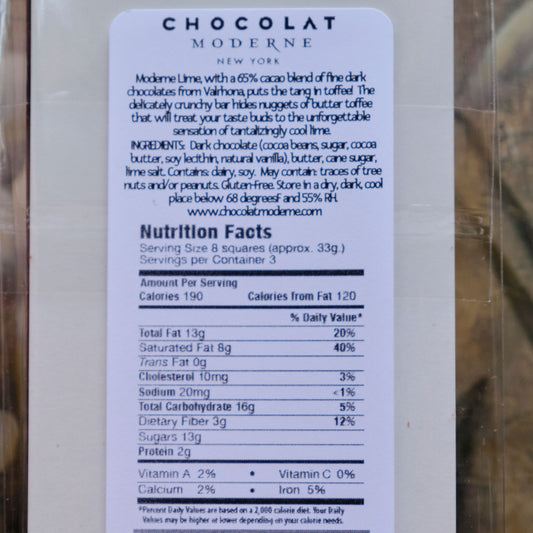 CHOCOLAT
MODERNE
NEW YORK
Moderne Lime, with a 65% cacao blend of fine dark
chocolates from Valrhona, puts the tang in toffee! The
delicately crunchy bar hides nuggets of butter toffee
that will treat your taste buds to the unforgettable
sensation of tantalizingly cool lime.
INGREDIENTS: Dark chocolate (cocoa beans, sugar, cocoa
butter, soy lecithin, natural vanilla), butter, cane sugar,
lime salt. Contains: dairy, soy. May contain: traces of tree
nuts and/or peanuts. Gluten-Free. Store in a dry, dark, cool
place below 68 degreesF and 55% RH.
www.chocolatmoderne.com
Nutrition Facts
Serving Size 8 squares (approx. 33g.)
Servings per Container 3
Amount Per Serving
Calories 190 Calories from Fat 120
% Daily Value*
Total Fat 13g 20%
Saturated Fat 8g 40%
Trans Fat 0g
Cholesterol 10mg 3%
Sodium 20mg <1%
Total Carbohydrate 16g 5%
Dietary Fiber 3g 12%
Sugars 13g
Protein 2g
Vitamin A 2% • Vitamin C 0%
Calcium 2% • Iron 5%
*Percent Daily Values are based on a 2,000 calorie diet. Your Daily
Values may be higher or lower depending on your calorie needs.